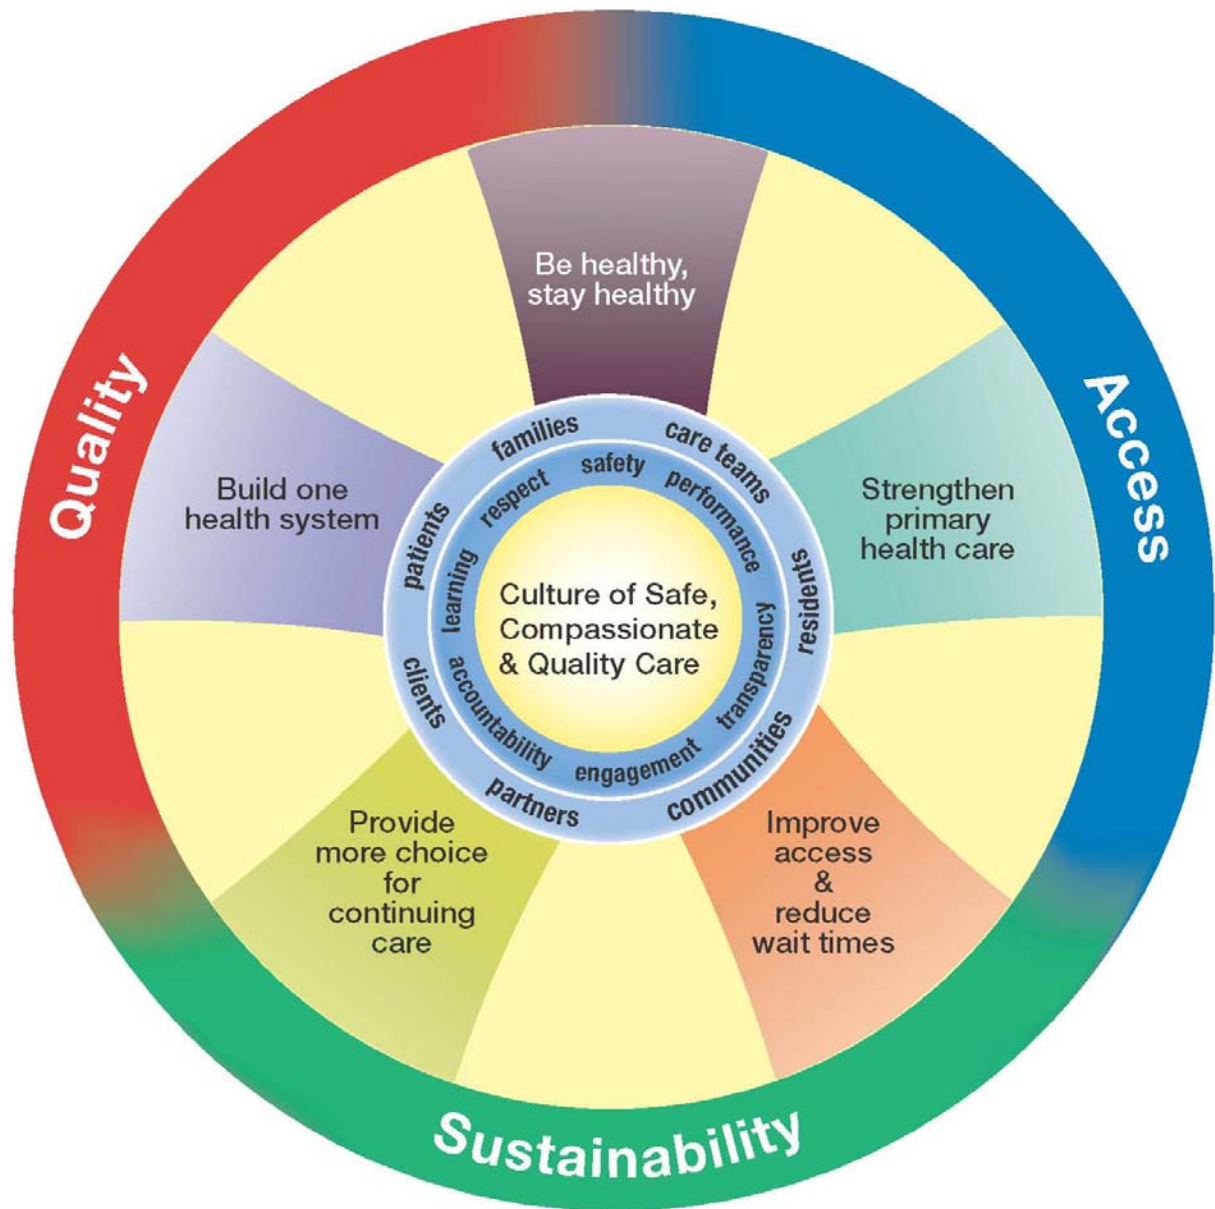 Quality
Access
Sustainability
Be healthy,
stay healthy
Strengthen
primary
health care
Improve
access
&
reduce
wait times
Provide
more choice
for
continuing
care
Build one
health system
families
care teams
residents
communities
partners
clients
patients
safety
performance
transparency
engagement
accountability
learning
respect
Culture of Safe,
Compassionate
& Quality Care